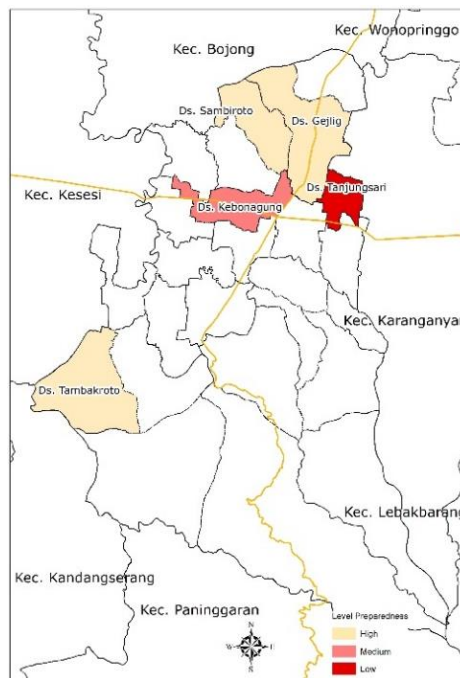 Kec. Wonopringgo
Kec. Bojong
Ds. Sambiroto
Ds. Gejlig
Ds. Tanjungsari
Kec. Kesesi
Ds. Kebonagung
Kec. Karanganyar
Ds. Tambakroto
Kec. Lebakbarang
Kec. Kandangserang
Kec. Paninggaran
N
Level Preparedness
High
Medium
Low